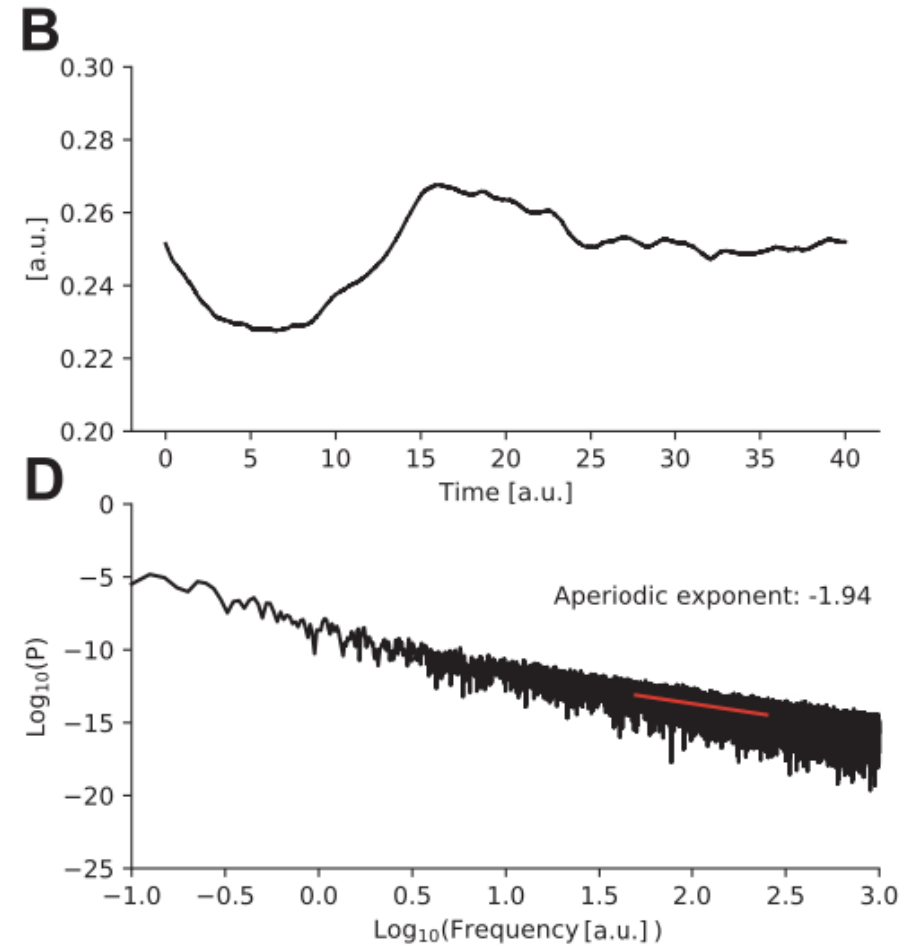 B
0.30
0.28
0.26
0.24
0.22
0.20
[a.u.]
0 5 10 15 20 25 30 35 40
Time [a.u.]
D
0
−5
−10
−15
−20
−25
Log₁₀(P)
Aperiodic exponent: -1.94
−1.0 −0.5 0.0 0.5 1.0 1.5 2.0 2.5 3.0
Log₁₀(Frequency [a.u.])